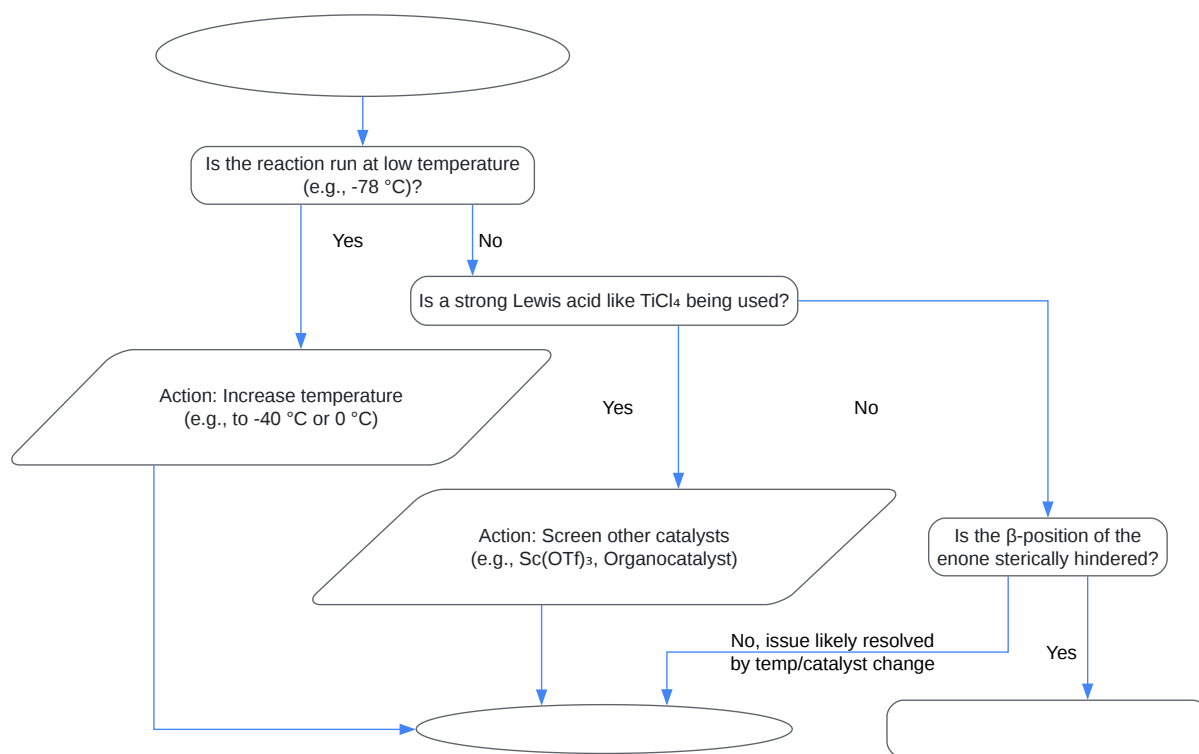 Is the reaction run at low temperature
(e.g., -78 °C)?
Yes
No
Is a strong Lewis acid like TiCl₄ being used?
Action: Increase temperature
(e.g., to -40 °C or 0 °C)
Yes
No
Action: Screen other catalysts
(e.g., Sc(OTf)₃, Organocatalyst)
Is the β-position of the
enone sterically hindered?
No, issue likely resolved
by temp/catalyst change
Yes